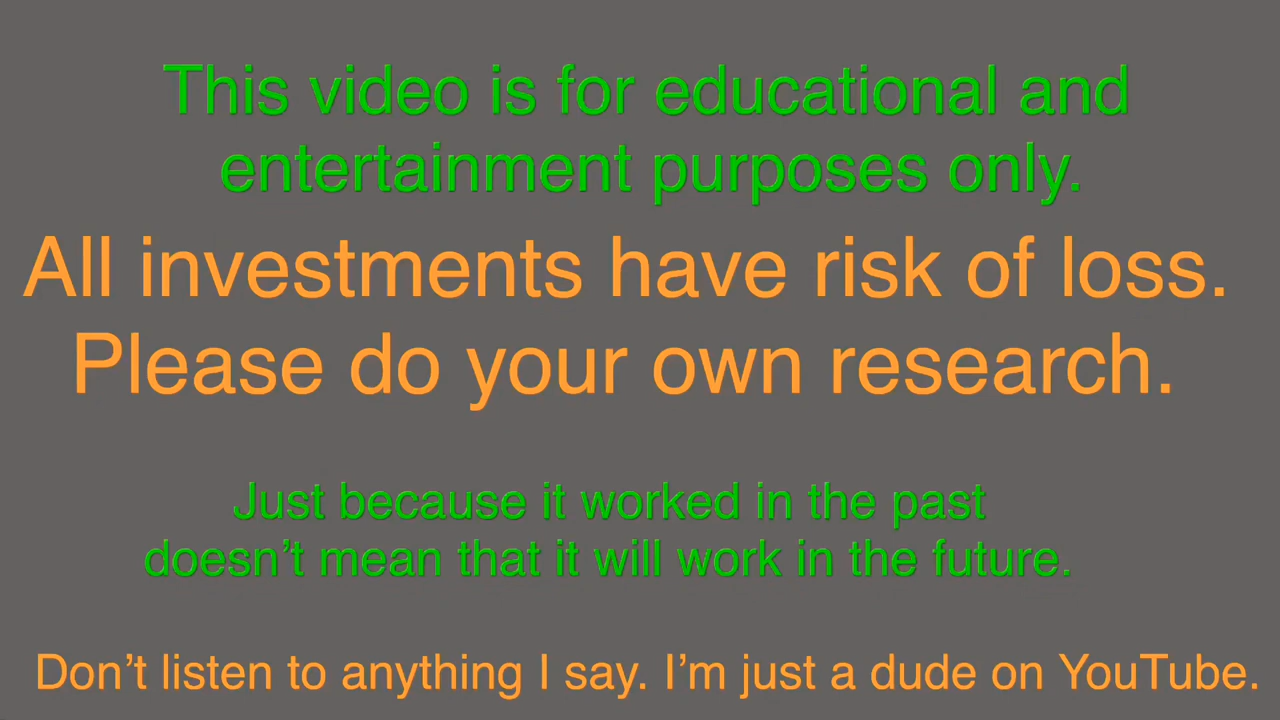 This video is for educational and
entertainment purposes only.
All investments have risk of loss.
Please do your own research.
Just because it worked in the past
doesn’t mean that it will work in the future.
Don’t listen to anything I say. I’m just a dude on YouTube.